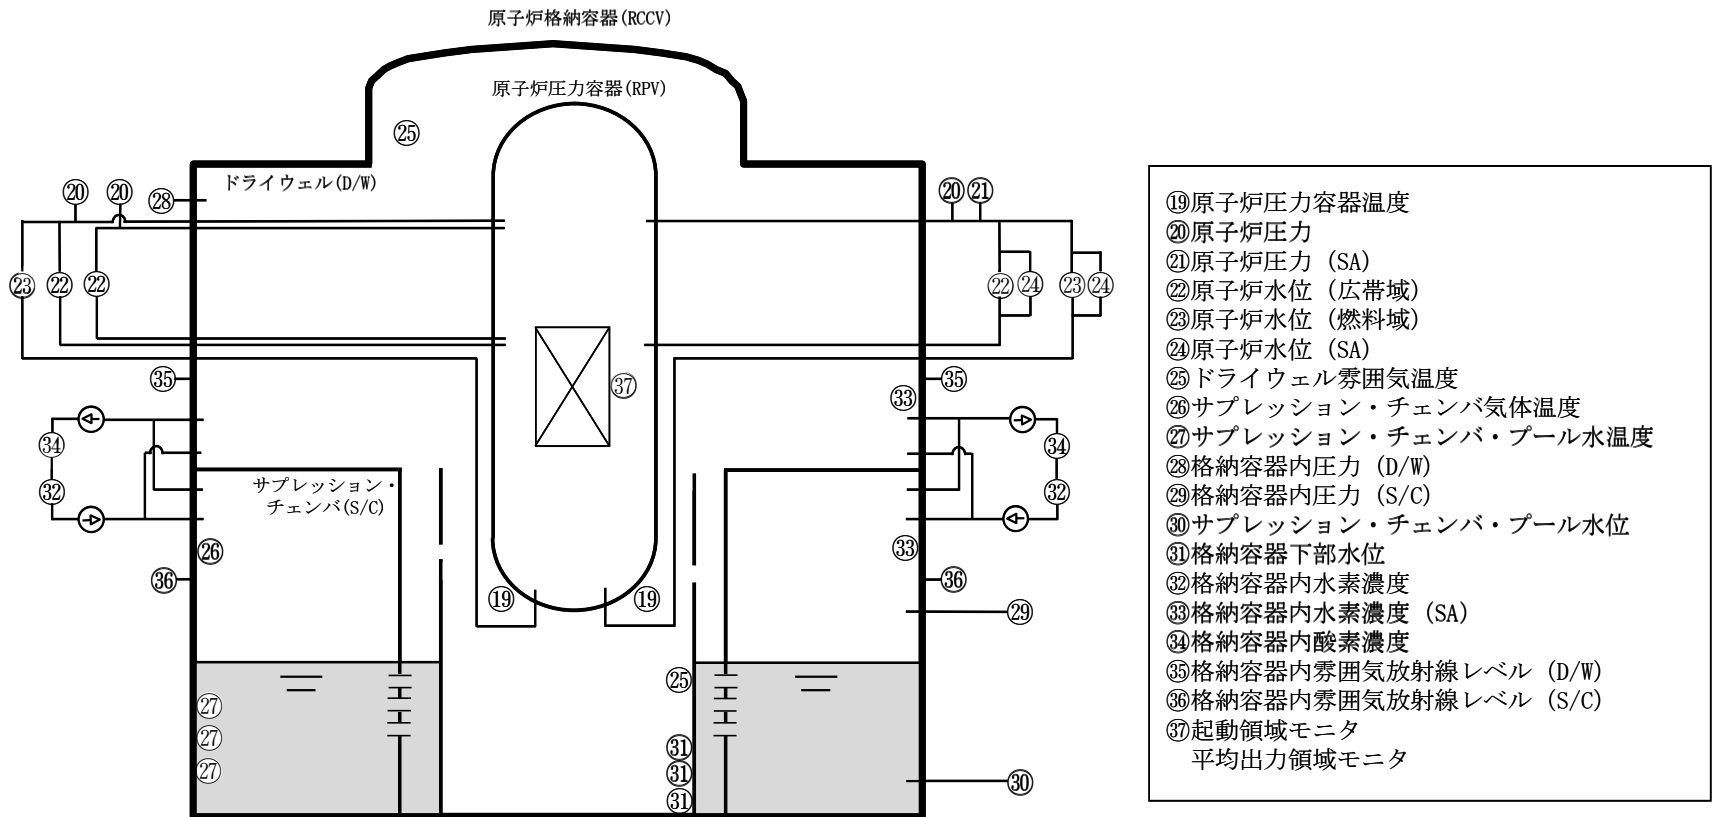 原子炉格納容器(RCCV)
原子炉圧力容器(RPV)
㉕
ドライウェル(D/W)
⑳ ⑳ ㉘ ⑳ ㉑
㉓ ㉒ ㉒ ㉒ ㉔ ㉓ ㉔
㉟ ㊲ ㉟
㉝
㉞ ㉞
サプレッション・
チェンバ(S/C)
㉜ ㉜
㉖ ㉝
㊱ ㊱
⑲ ⑲ ㉙
㉕
㉗
㉗ ㉛
㉗ ㉛ ㉚
㉛
⑲原子炉圧力容器温度
⑳原子炉圧力
㉑原子炉圧力（SA）
㉒原子炉水位（広帯域）
㉓原子炉水位（燃料域）
㉔原子炉水位（SA）
㉕ドライウェル雰囲気温度
㉖サプレッション・チェンバ気体温度
㉗サプレッション・チェンバ・プール水温度
㉘格納容器内圧力（D/W）
㉙格納容器内圧力（S/C）
㉚サプレッション・チェンバ・プール水位
㉛格納容器下部水位
㉜格納容器内水素濃度
㉝格納容器内水素濃度（SA）
㉞格納容器内酸素濃度
㉟格納容器内雰囲気放射線レベル（D/W）
㊱格納容器内雰囲気放射線レベル（S/C）
㊲起動領域モニタ
平均出力領域モニタ